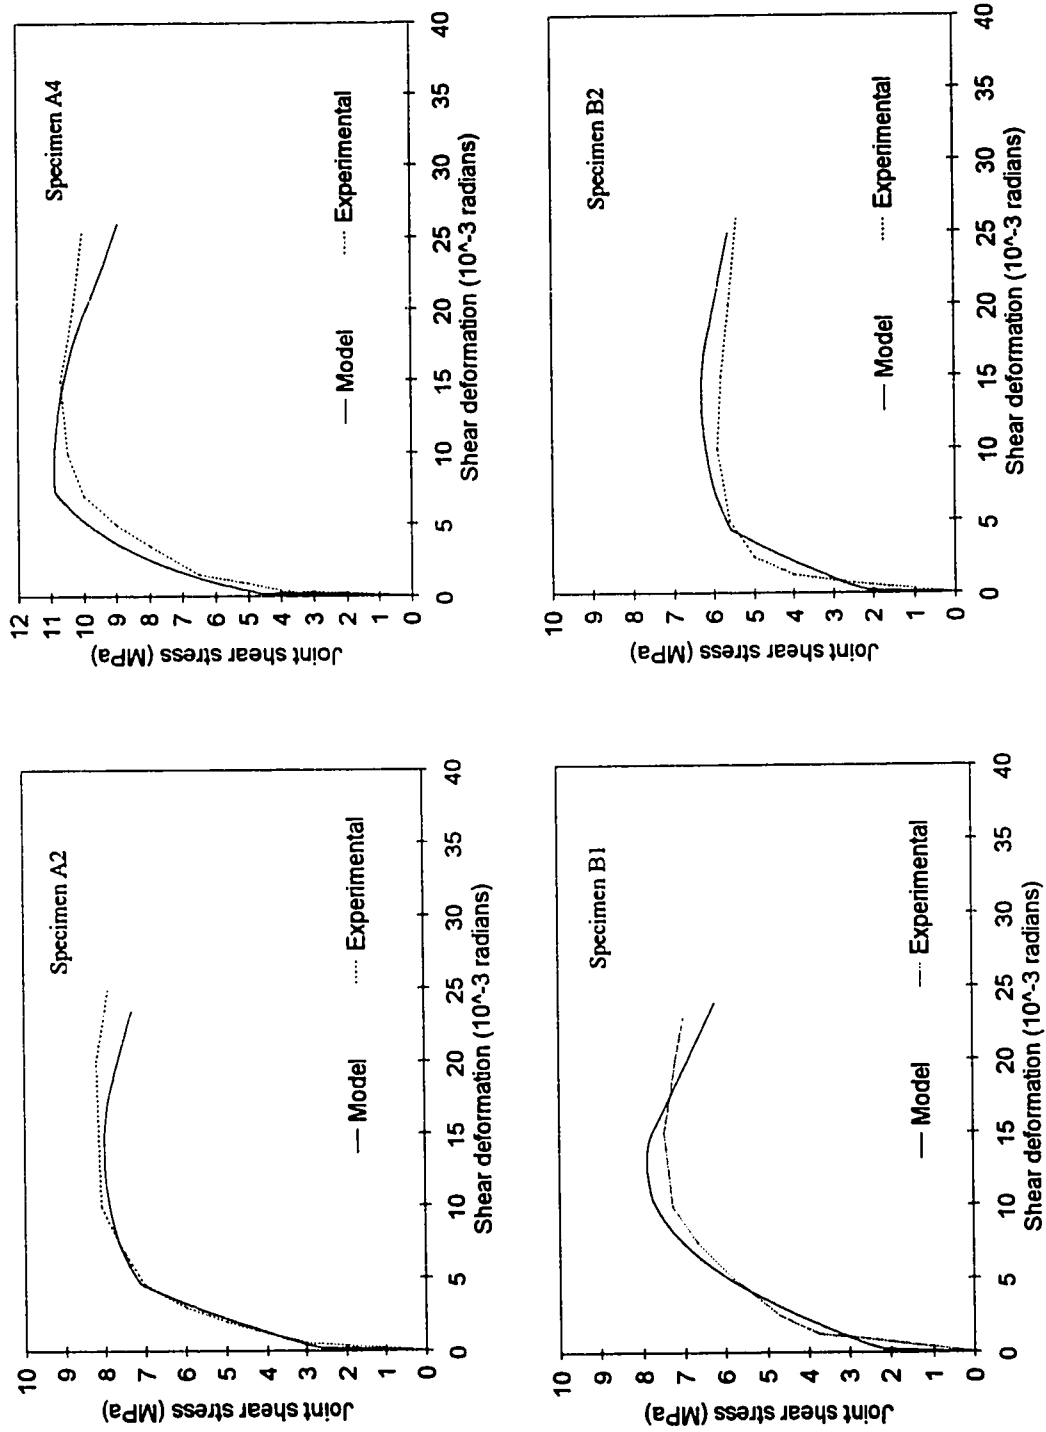 Specimen A2
10
9
8
7
6
5
4
3
2
1
0
Joint shear stress (MPa)
0 5 10 15 20 25 30 35 40
Shear deformation (10^-3 radians)
Model Experimental
Specimen A4
12
11
10
9
8
7
6
5
4
3
2
1
0
Joint shear stress (MPa)
0 5 10 15 20 25 30 35 40
Shear deformation (10^-3 radians)
Model Experimental
Specimen B1
10
9
8
7
6
5
4
3
2
1
0
Joint shear stress (MPa)
0 5 10 15 20 25 30 35 40
Shear deformation (10^-3 radians)
Model Experimental
Specimen B2
10
9
8
7
6
5
4
3
2
1
0
Joint shear stress (MPa)
0 5 10 15 20 25 30 35 40
Shear deformation (10^-3 radians)
Model Experimental